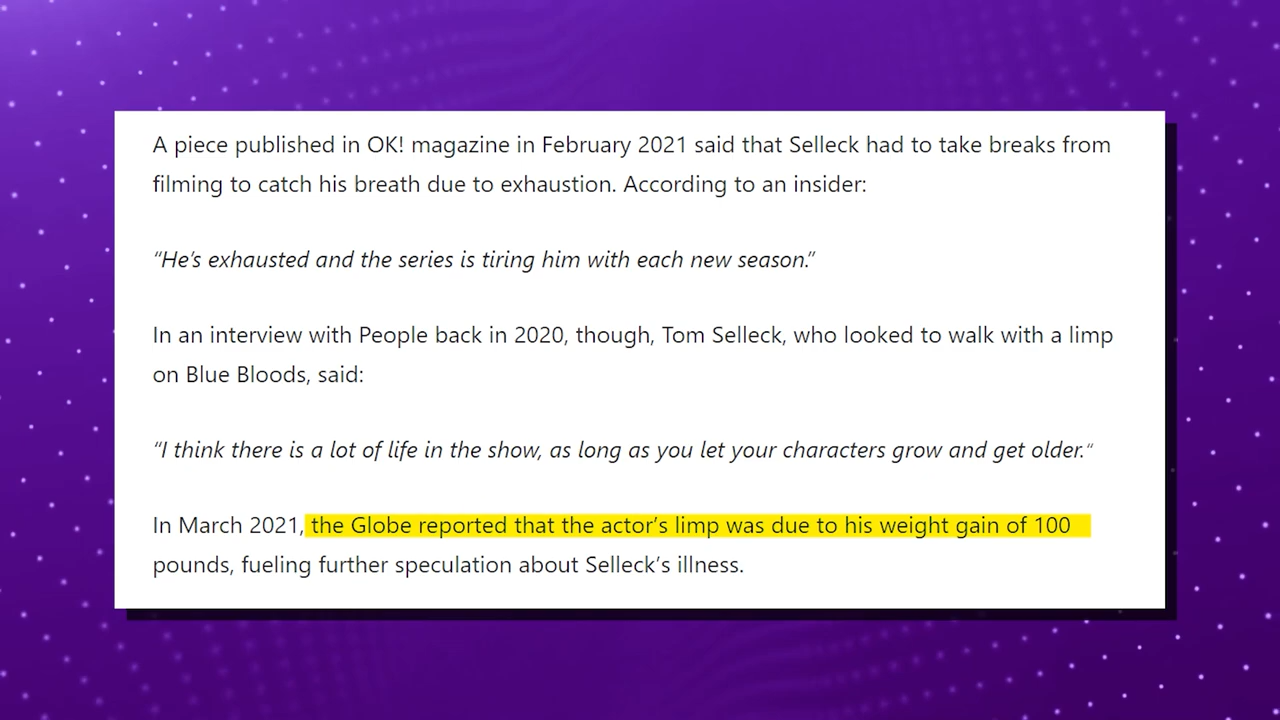 A piece published in OK! magazine in February 2021 said that Selleck had to take breaks from
filming to catch his breath due to exhaustion. According to an insider:
“He’s exhausted and the series is tiring him with each new season.”
In an interview with People back in 2020, though, Tom Selleck, who looked to walk with a limp
on Blue Bloods, said:
“I think there is a lot of life in the show, as long as you let your characters grow and get older.“
In March 2021, the Globe reported that the actor’s limp was due to his weight gain of 100
pounds, fueling further speculation about Selleck’s illness.